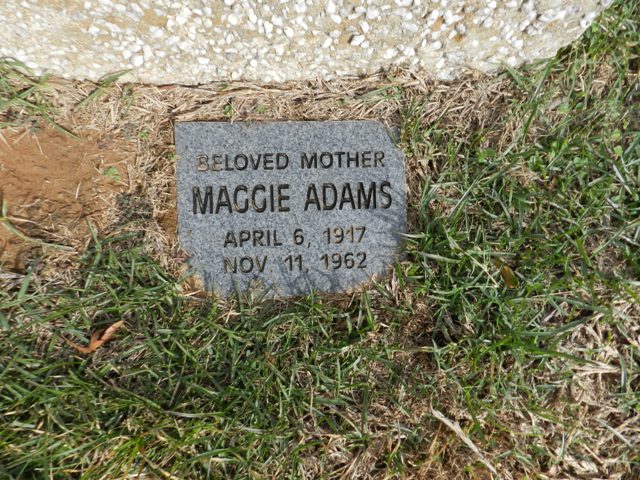 BELOVED MOTHER
MAGGIE ADAMS
APRIL 6, 1917
NOV. 11, 1962